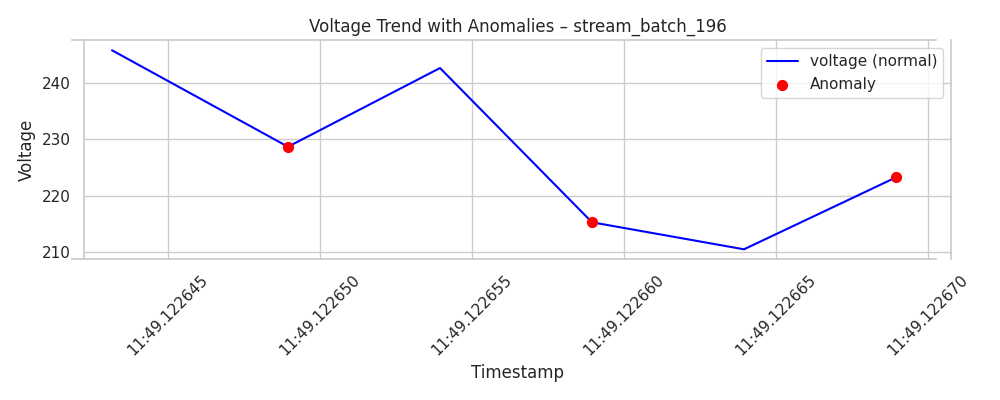 Voltage Trend with Anomalies – stream_batch_196
voltage (normal)
Anomaly
Voltage
240
230
220
210
11:49.122645
11:49.122650
11:49.122655
11:49.122660
11:49.122665
11:49.122670
Timestamp